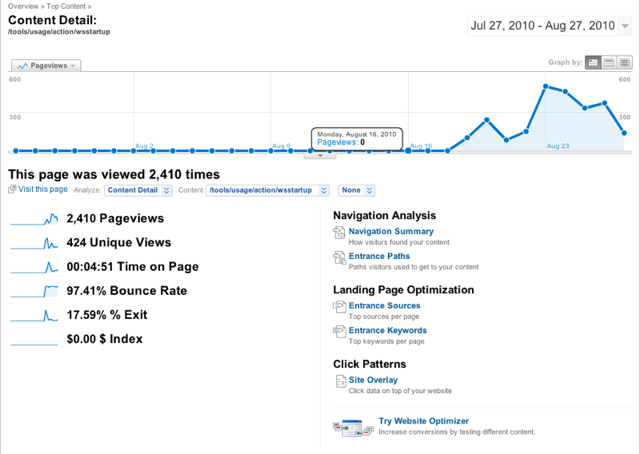 Overview » Top Content »
Content Detail:
/tools/usage/action/wsstartup
Jul 27, 2010 - Aug 27, 2010
Pageviews
Graph by:
600
600
300
300
Monday, August 16, 2010
Pageviews: 0
Aug 2
Aug 9
Aug 16
Aug 23
This page was viewed 2,410 times
Visit this page
Analyze:
Content Detail
Content
/tools/usage/action/wsstartup
None
2,410 Pageviews
424 Unique Views
00:04:51 Time on Page
97.41% Bounce Rate
17.59% % Exit
$0.00 $ Index
Navigation Analysis
Navigation Summary
How visitors found your content
Entrance Paths
Paths visitors used to get to your content
Landing Page Optimization
Entrance Sources
Top sources per page
Entrance Keywords
Top keywords per page
Click Patterns
Site Overlay
Click data on top of your website
Try Website Optimizer
Increase conversions by testing different content.